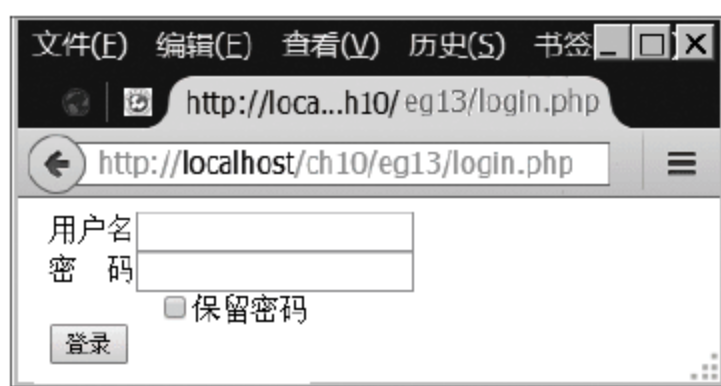 文件(F) 编辑(E) 查看(V) 历史(S) 书签
http://loca...h10/eg13/login.php
http://localhost/ch10/eg13/login.php
用户名
密 码
保留密码
登录